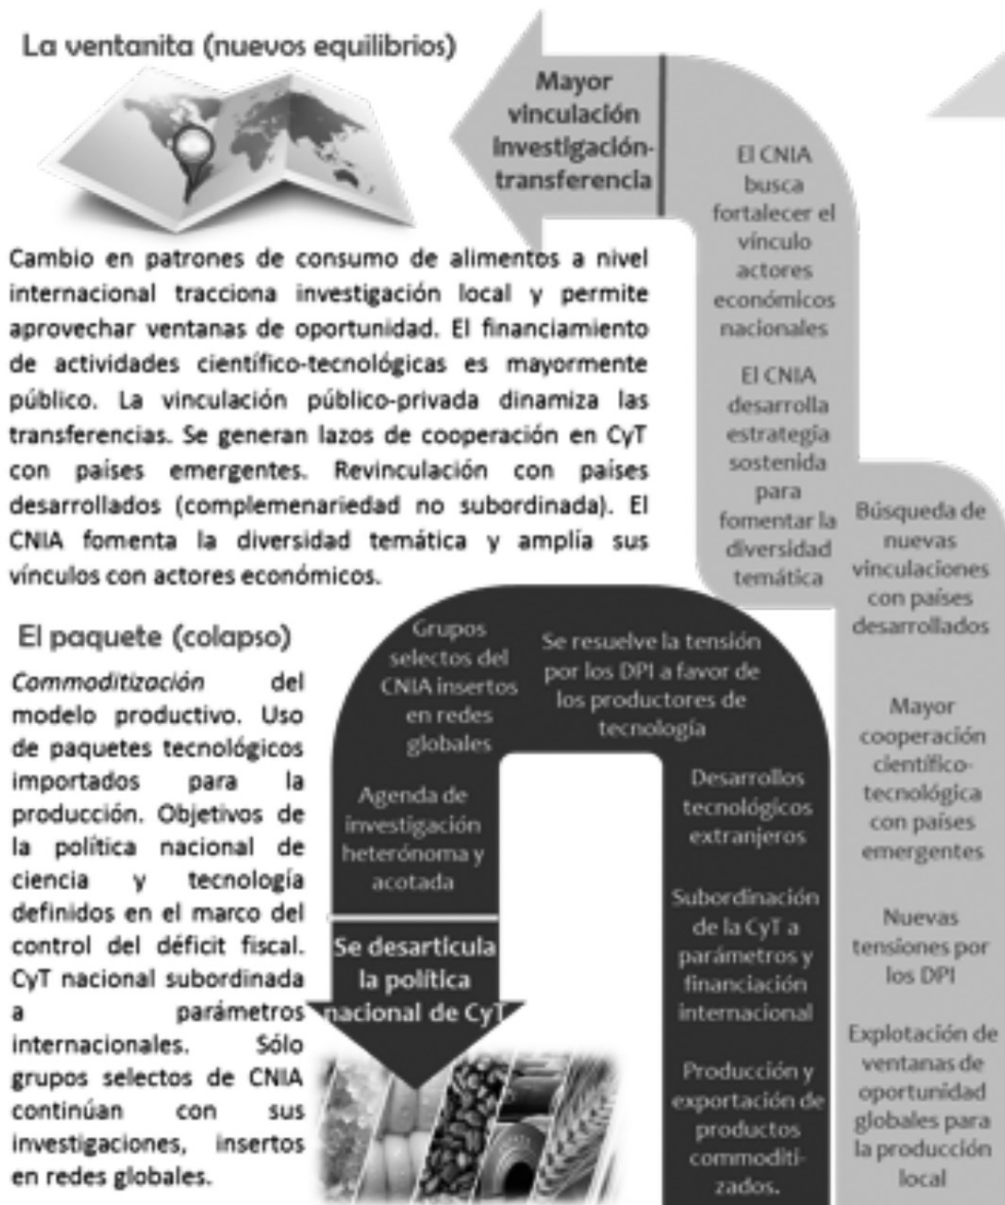 La ventanita (nuevos equilibrios)
Cambio en patrones de consumo de alimentos a nivel
internacional tracciona investigación local y permite
aprovechar ventanas de oportunidad. El financiamiento
de actividades científico-tecnológicas es mayormente
público. La vinculación público-privada dinamiza las
transferencias. Se generan lazos de cooperación en CyT
con países emergentes. Revinculación con países
desarrollados (complemenariedad no subordinada). El
CNIA fomenta la diversidad temática y amplía sus
vínculos con actores económicos.
Mayor
vinculación
investigación-
transferencia
El CNIA
busca
fortalecer el
vínculo
actores
económicos
nacionales
El CNIA
desarrolla
estrategia
sostenida
para
fomentar la
diversidad
temática
Búsqueda de
nuevas
vinculaciones
con países
desarrollados
Mayor
cooperación
científico-
tecnológica
con países
emergentes
Nuevas
tensiones por
los DPI
Explotación de
ventanas de
oportunidad
globales para
la producción
local
El paquete (colapso)
Commoditización del
modelo productivo. Uso
de paquetes tecnológicos
importados para la
producción. Objetivos de
la política nacional de
ciencia y tecnología
definidos en el marco del
control del déficit fiscal.
CyT nacional subordinada
a parámetros
internacionales. Sólo
grupos selectos de CNIA
continúan con sus
investigaciones, insertos
en redes globales.
Grupos
selectos del
CNIA insertos
en redes
globales
Agenda de
investigación
heterónoma y
acotada
Se desarticula
la política
nacional de CyT
Se resuelve la tensión
por los DPI a favor de
los productores de
tecnología
Desarrollos
tecnológicos
extranjeros
Subordinación
de la CyT a
parámetros y
financiación
internacional
Producción y
exportación de
productos
commoditi-
zados.